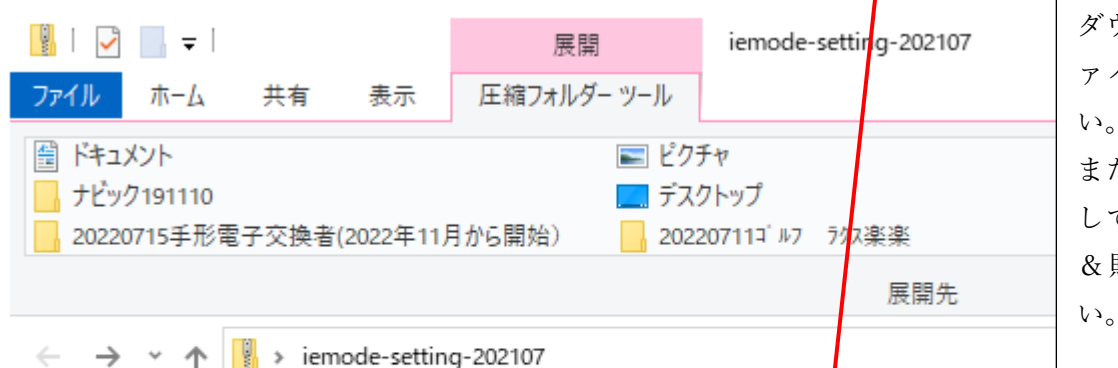 展開
iemode-setting-202107
ファイル
ホーム
共有
表示
圧縮フォルダー ツール
ドキュメント
ピクチャ
ナビック191110
デスクトップ
20220715手形電子交換者(2022年11月から開始)
20220711ｺﾞﾙﾌ　ﾗｸｽ楽楽
展開先
iemode-setting-202107
ダウ
ァイ
い。
また
して
い。